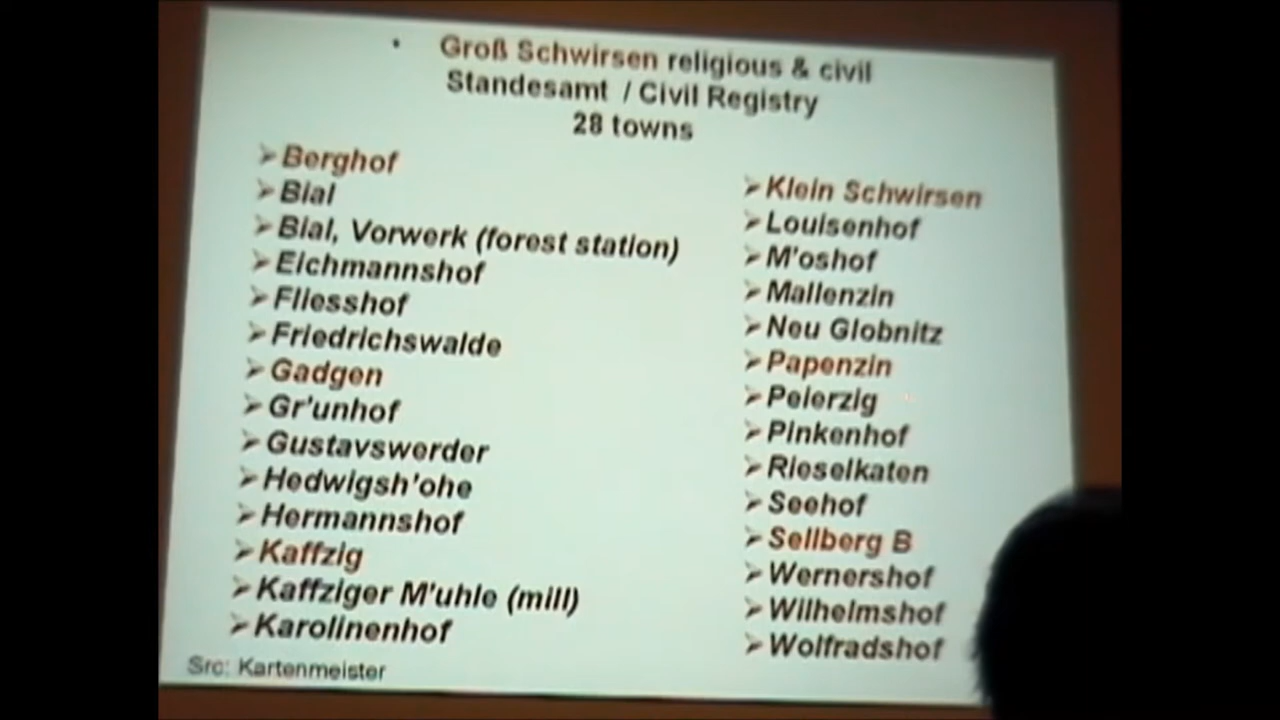 • Groß Schwirsen religious & civil
Standesamt / Civil Registry
28 towns
➢Berghof
➢Bial
➢Bial, Vorwerk (forest station)
➢Eichmannshof
➢Fliesshof
➢Friedrichswalde
➢Gadgen
➢Gr'unhof
➢Gustavswerder
➢Hedwigsh'ohe
➢Hermannshof
➢Kaffzig
➢Kaffziger M'uhle (mill)
➢Karolinenhof
➢Klein Schwirsen
➢Louisenhof
➢M'oshof
➢Mallenzin
➢Neu Globnitz
➢Papenzin
➢Peierzig
➢Pinkenhof
➢Rieselkaten
➢Seehof
➢Sellberg B
➢Wernershof
➢Wilhelmshof
➢Wolfradshof
Src: Kartenmeister